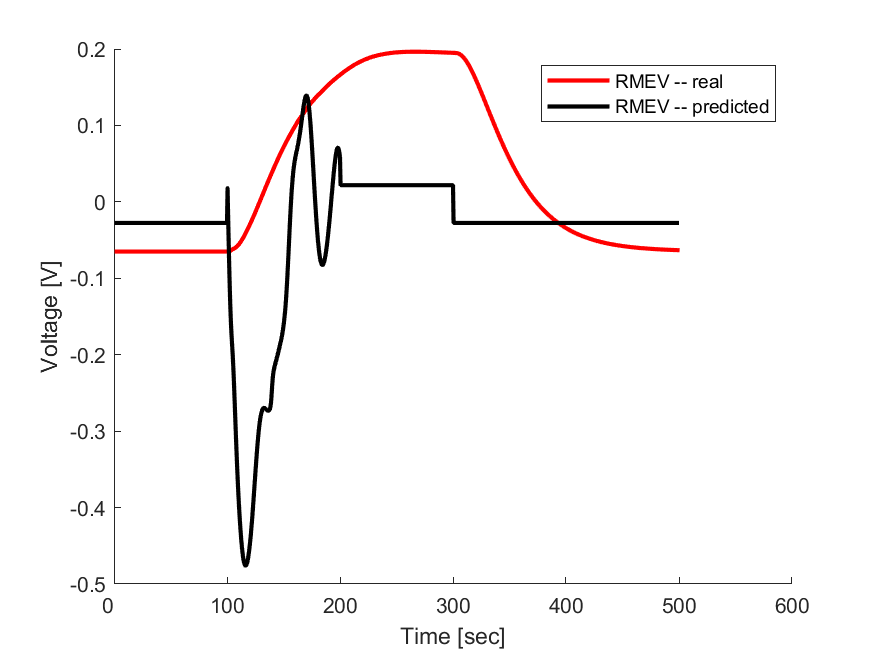 0.2
0.1
0
-0.1
-0.2
-0.3
-0.4
-0.5
Voltage [V]
RMEV -- real
RMEV -- predicted
0 100 200 300 400 500 600
Time [sec]